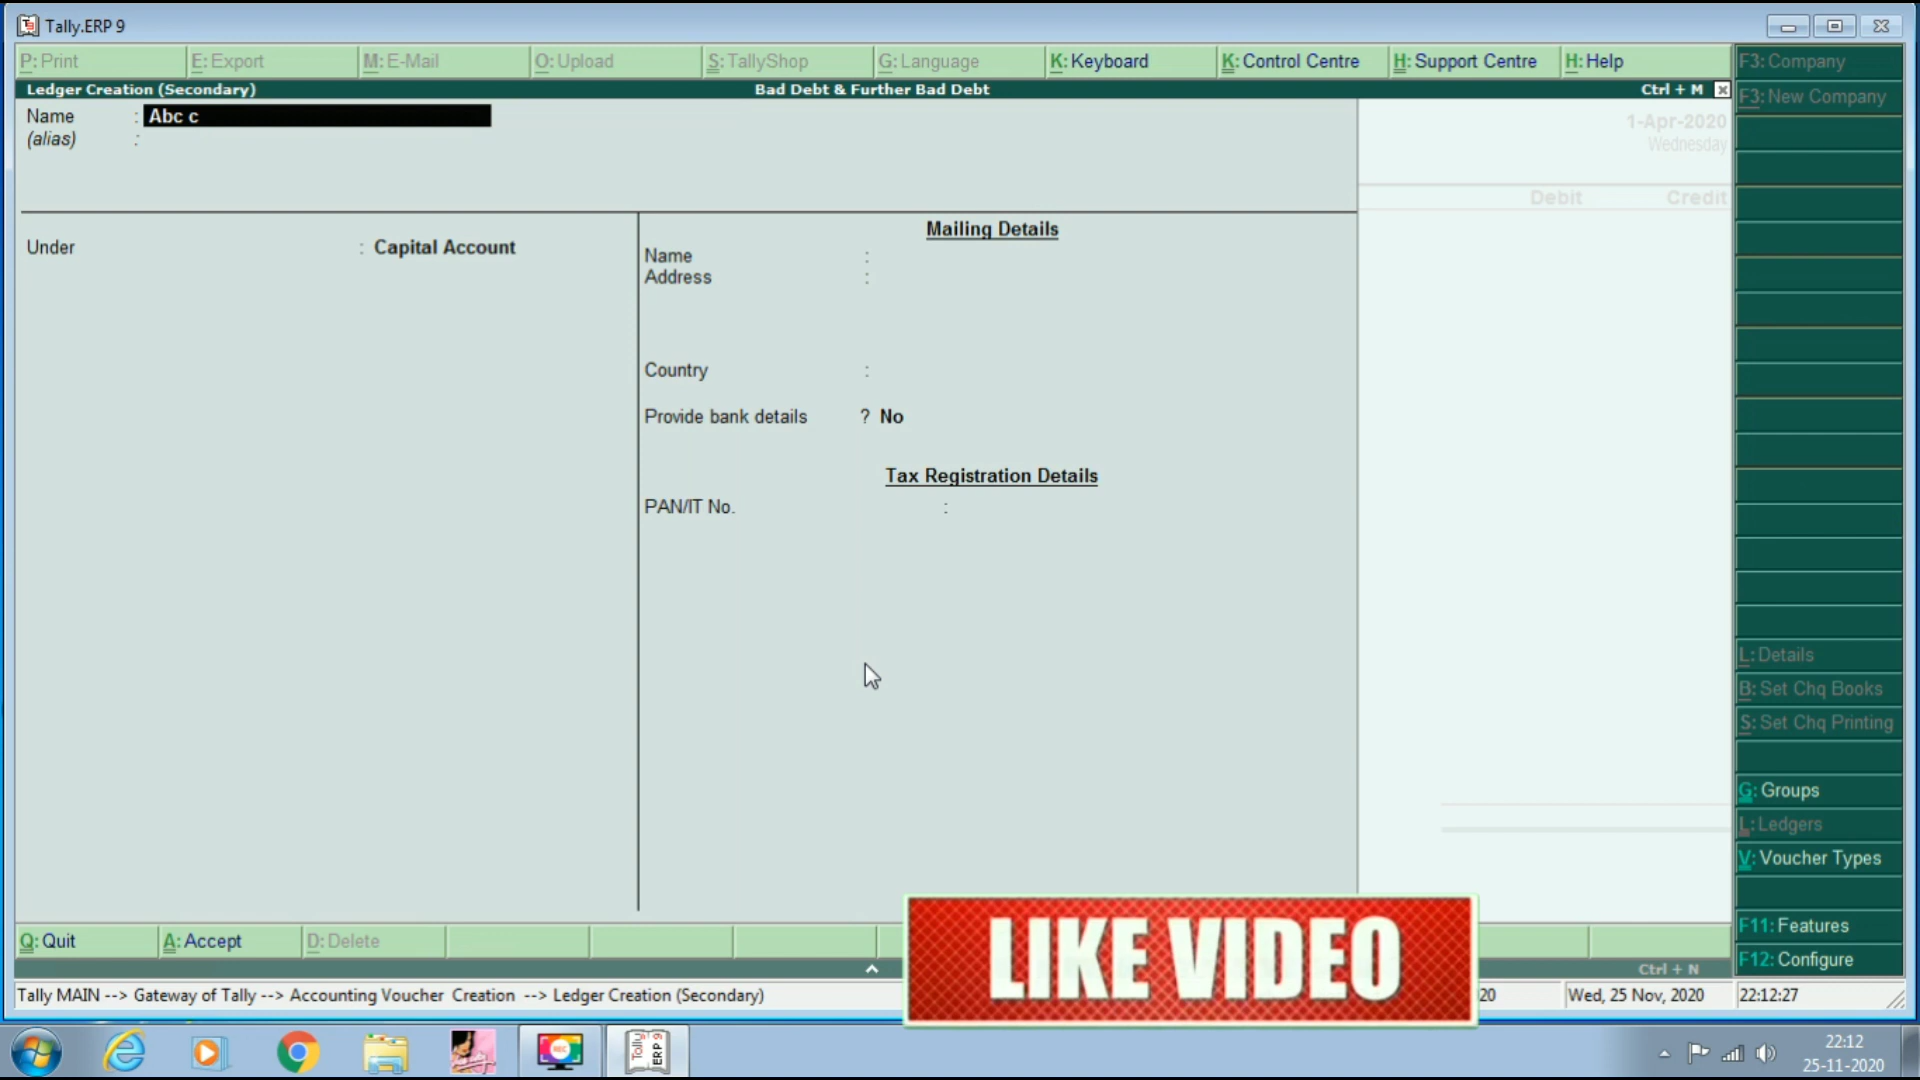 Tally.ERP 9
P: Print
E: Export
M: E-Mail
O: Upload
S: TallyShop
G: Language
K: Keyboard
K: Control Centre
H: Support Centre
H: Help
F3: Company
Ledger Creation (Secondary)
Bad Debt & Further Bad Debt
Ctrl + M
F3: New Company
Name : Abc c
(alias) :
1-Apr-2020
Wednesday
Debit Credit
Under : Capital Account
Mailing Details
Name :
Address :
Country :
Provide bank details ? No
Tax Registration Details
PAN/IT No. :
L: Details
B: Set Chq Books
S: Set Chq Printing
G: Groups
L: Ledgers
V: Voucher Types
F11: Features
F12: Configure
Q: Quit
A: Accept
D: Delete
LIKE VIDEO
Ctrl + N
Tally MAIN --> Gateway of Tally --> Accounting Voucher Creation --> Ledger Creation (Secondary)
20
Wed, 25 Nov, 2020
22:12:27
Tally
ERP 9
22:12
25-11-2020